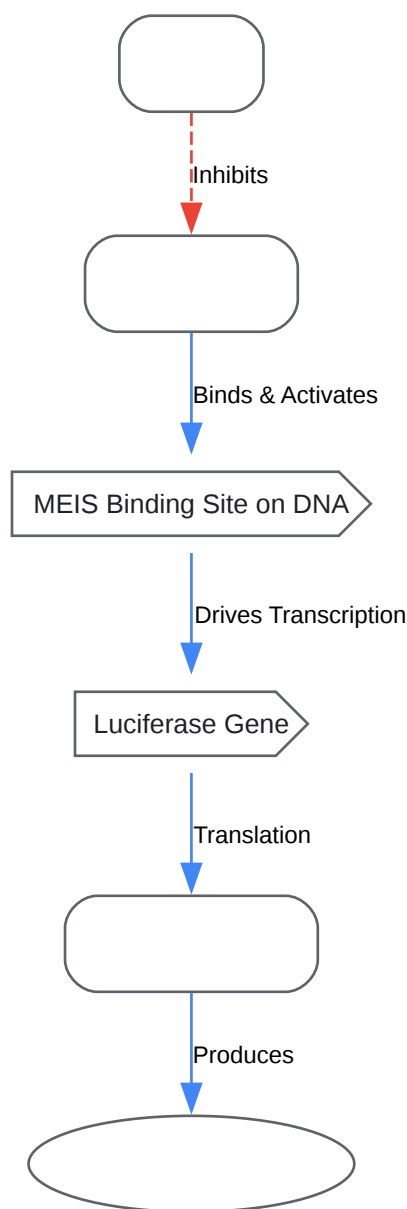 Inhibits
Binds & Activates
MEIS Binding Site on DNA
Drives Transcription
Luciferase Gene
Translation
Produces